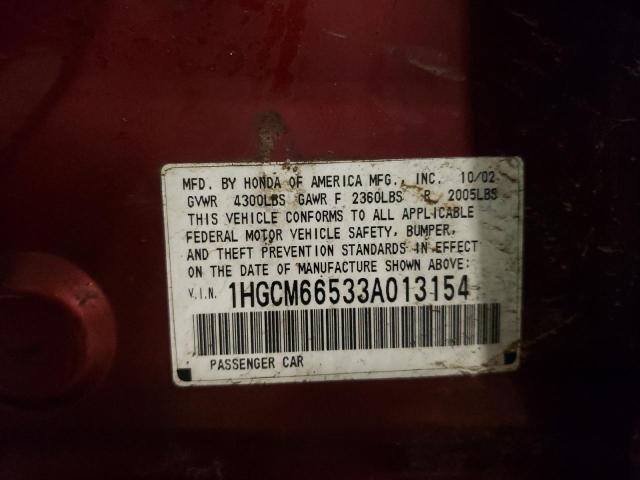 MFD. BY HONDA OF AMERICA MFG., INC. 10/02
GVWR 4300LBS GAWR F 2360LBS R 2005LBS
THIS VEHICLE CONFORMS TO ALL APPLICABLE
FEDERAL MOTOR VEHICLE SAFETY, BUMPER,
AND THEFT PREVENTION STANDARDS IN EFFECT
ON THE DATE OF MANUFACTURE SHOWN ABOVE:
V.I.N. 1HGCM66533A013154
PASSENGER CAR